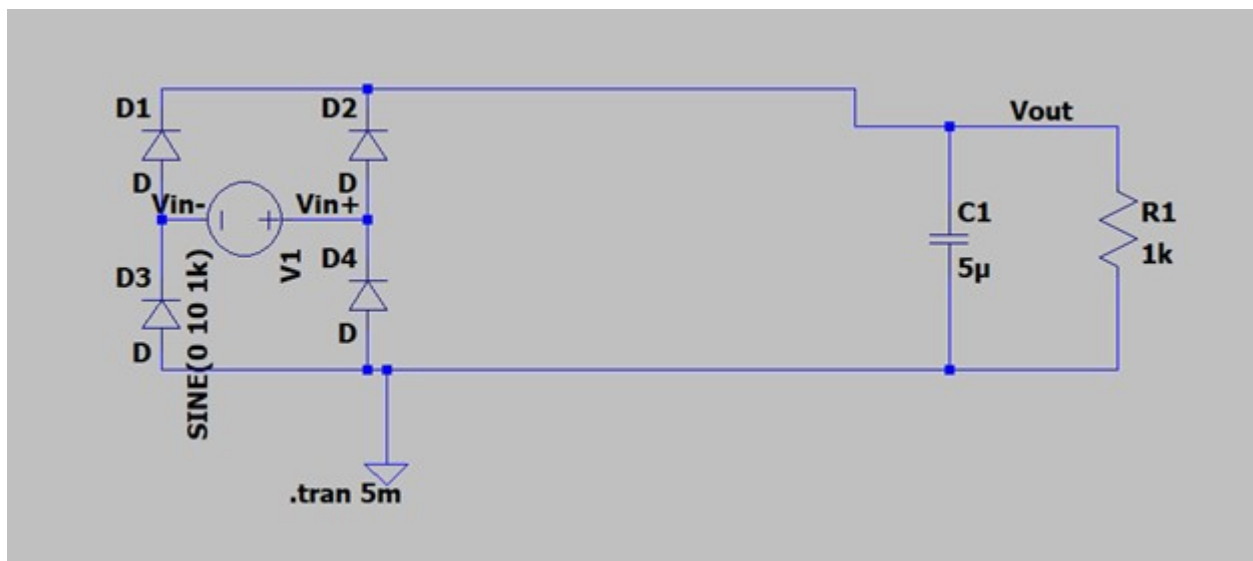 D1
D2
Vout
D
Vin-
Vin+
D
C1
R1
D3
V1
D4
1k
5µ
D
D
SINE(0 10 1k)
.tran 5m